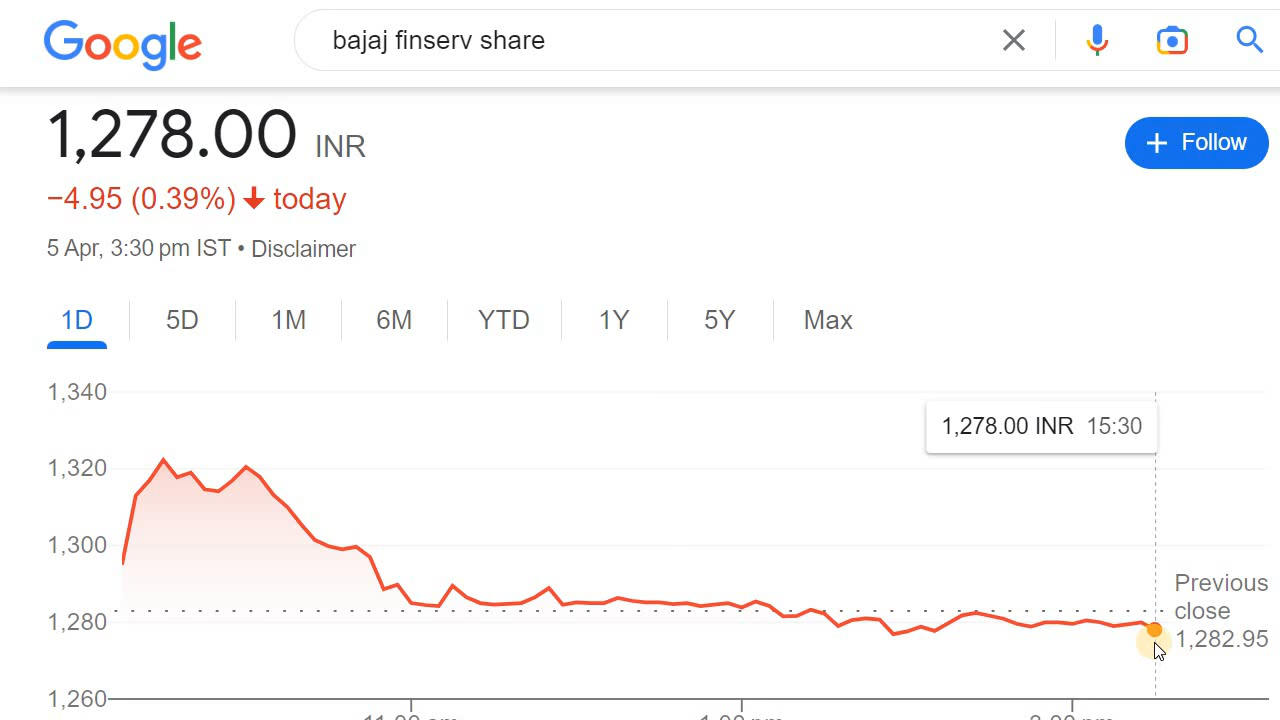 Google
bajaj finserv share
1,278.00 INR
+ Follow
−4.95 (0.39%) ↓ today
5 Apr, 3:30 pm IST • Disclaimer
1D 5D 1M 6M YTD 1Y 5Y Max
1,340
1,278.00 INR 15:30
1,320
1,300
Previous
close
1,282.95
1,280
1,260